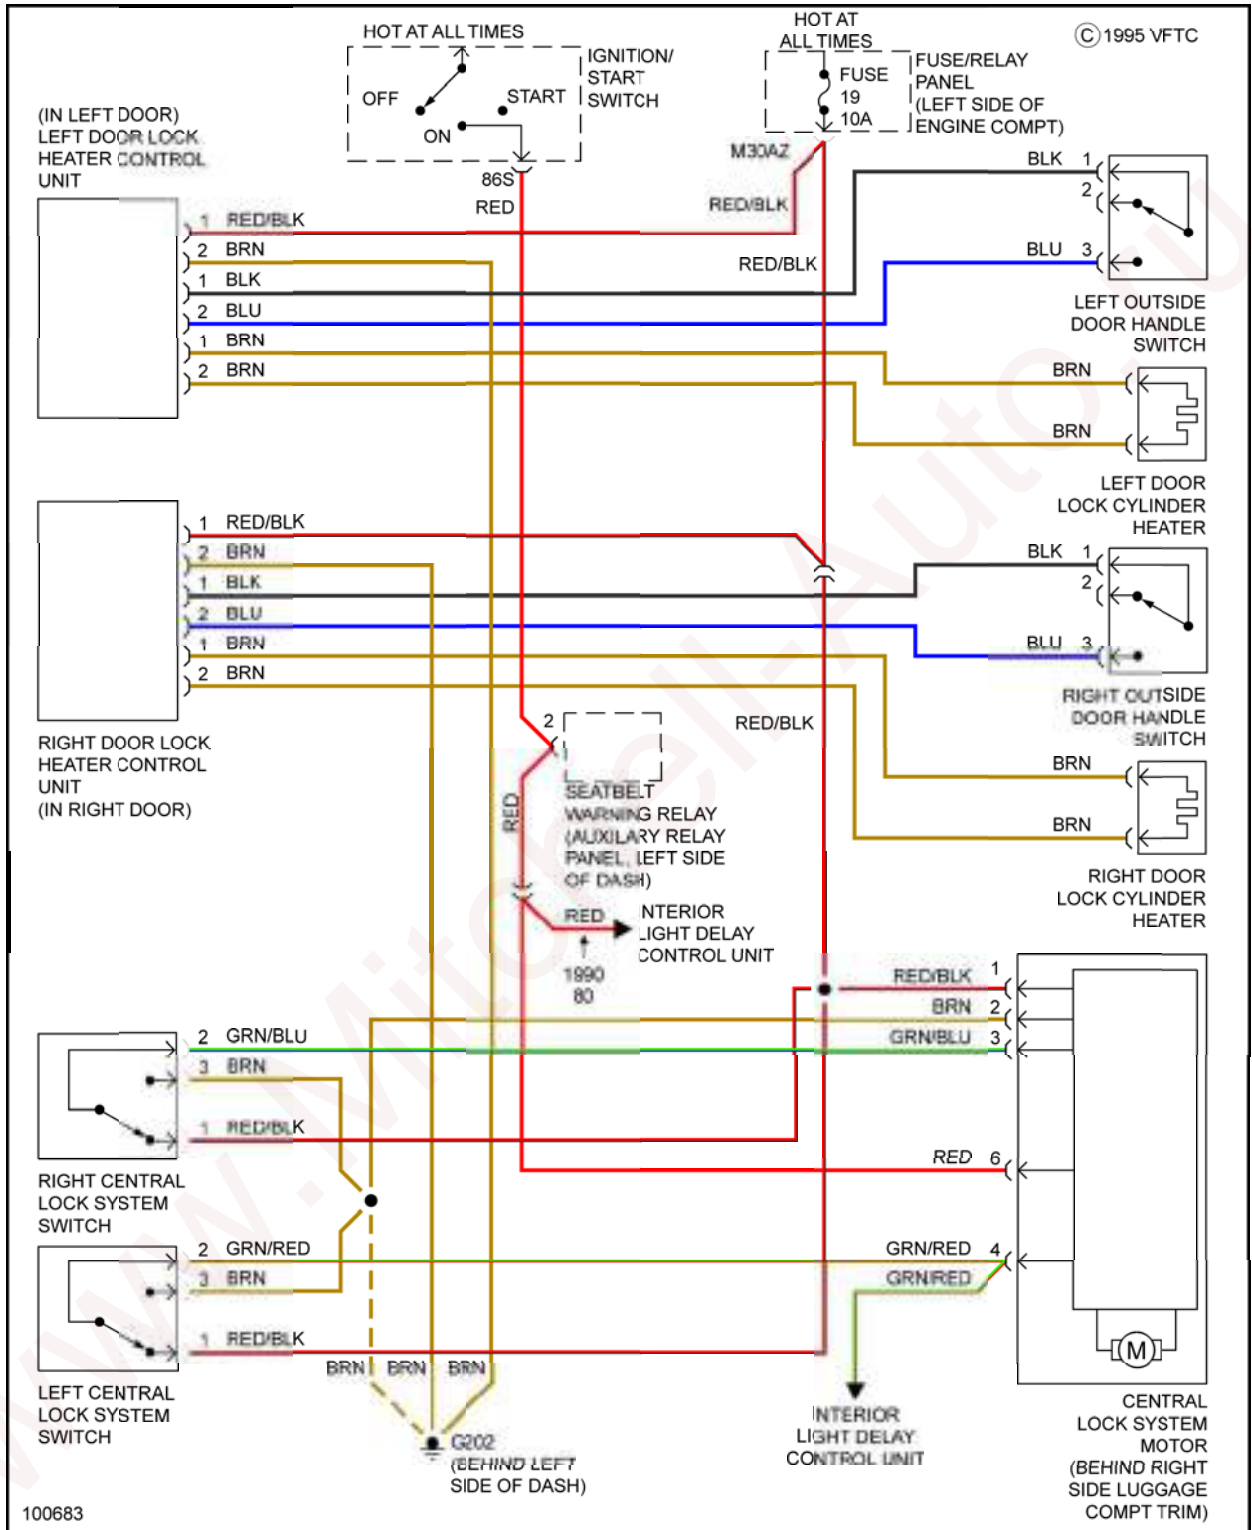 HOT AT ALL TIMES
IGNITION/
START
SWITCH
OFF
START
ON
86S
RED
HOT AT
ALL TIMES
FUSE
19
10A
FUSE/RELAY
PANEL
(LEFT SIDE OF
ENGINE COMPT)
© 1995 VFTC
M30AZ
RED/BLK
RED/BLK
(IN LEFT DOOR)
LEFT DOOR LOCK
HEATER CONTROL
UNIT
1 RED/BLK
2 BRN
1 BLK
2 BLU
1 BRN
2 BRN
BLK 1
2
BLU 3
LEFT OUTSIDE
DOOR HANDLE
SWITCH
BRN
BRN
LEFT DOOR
LOCK CYLINDER
HEATER
1 RED/BLK
2 BRN
1 BLK
2 BLU
1 BRN
2 BRN
RIGHT DOOR LOCK
HEATER CONTROL
UNIT
(IN RIGHT DOOR)
BLK 1
2
BLU 3
RIGHT OUTSIDE
DOOR HANDLE
SWITCH
RED/BLK
BRN
BRN
RIGHT DOOR
LOCK CYLINDER
HEATER
2
SEATBELT
WARNING RELAY
(AUXILARY RELAY
PANEL, LEFT SIDE
OF DASH)
RED
RED
INTERIOR
LIGHT DELAY
CONTROL UNIT
1990
80
RED/BLK 1
BRN 2
GRN/BLU 3
RED 6
GRN/RED 4
GRN/RED
2 GRN/BLU
3 BRN
1 RED/BLK
RIGHT CENTRAL
LOCK SYSTEM
SWITCH
2 GRN/RED
3 BRN
1 RED/BLK
LEFT CENTRAL
LOCK SYSTEM
SWITCH
BRN BRN BRN
G202
(BEHIND LEFT
SIDE OF DASH)
INTERIOR
LIGHT DELAY
CONTROL UNIT
M
CENTRAL
LOCK SYSTEM
MOTOR
(BEHIND RIGHT
SIDE LUGGAGE
COMPT TRIM)
100683
www.Mitchell-Auto.ru